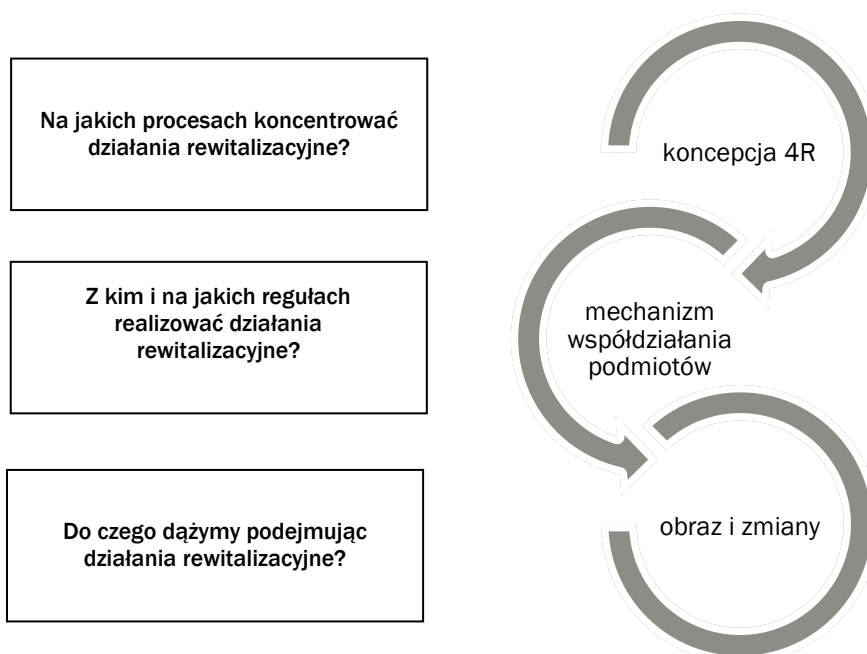 Na jakich procesach koncentrować
działania rewitalizacyjne?
koncepcja 4R
Z kim i na jakich regułach
realizować działania
rewitalizacyjne?
mechanizm
współdziałania
podmiotów
Do czego dążymy podejmując
działania rewitalizacyjne?
obraz i zmiany